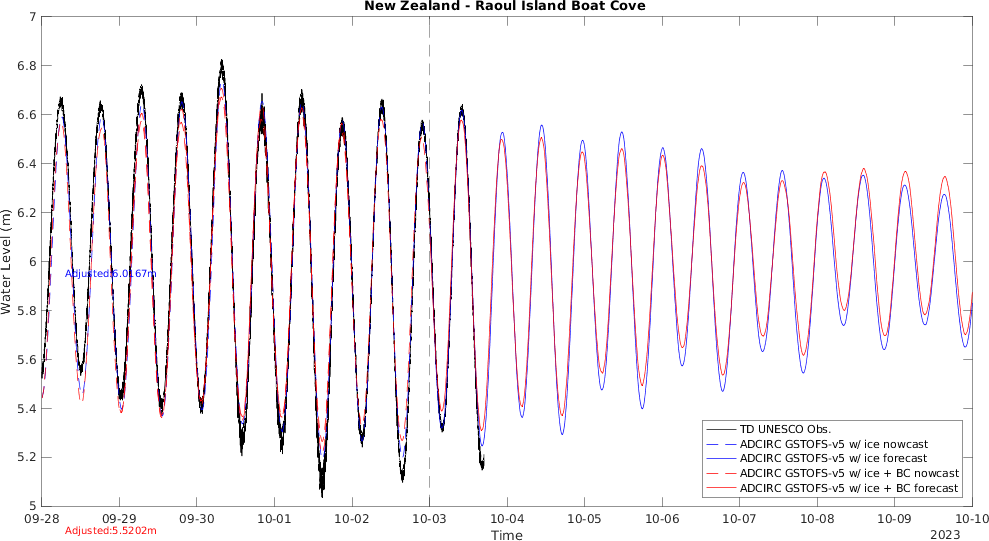 New Zealand - Raoul Island Boat Cove
Water Level (m)
7
6.8
6.6
6.4
6.2
6
5.8
5.6
5.4
5.2
5
Adjusted:6.0167m
TD UNESCO Obs.
ADCIRC GSTOFS-v5 w/ ice nowcast
ADCIRC GSTOFS-v5 w/ ice forecast
ADCIRC GSTOFS-v5 w/ ice + BC nowcast
ADCIRC GSTOFS-v5 w/ ice + BC forecast
09-28 09-29 09-30 10-01 10-02 10-03 10-04 10-05 10-06 10-07 10-08 10-09 10-10
Adjusted:5.5202m
Time
2023